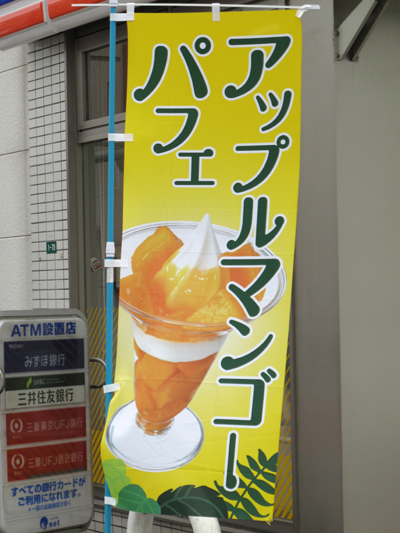 アップルマンゴー
パフェ
ATM設置店
みずほ銀行
SMBC
三井住友銀行
三菱東京UFJ銀行
三菱UFJ信託銀行
すべての銀行カードが
ご利用になれます。
net